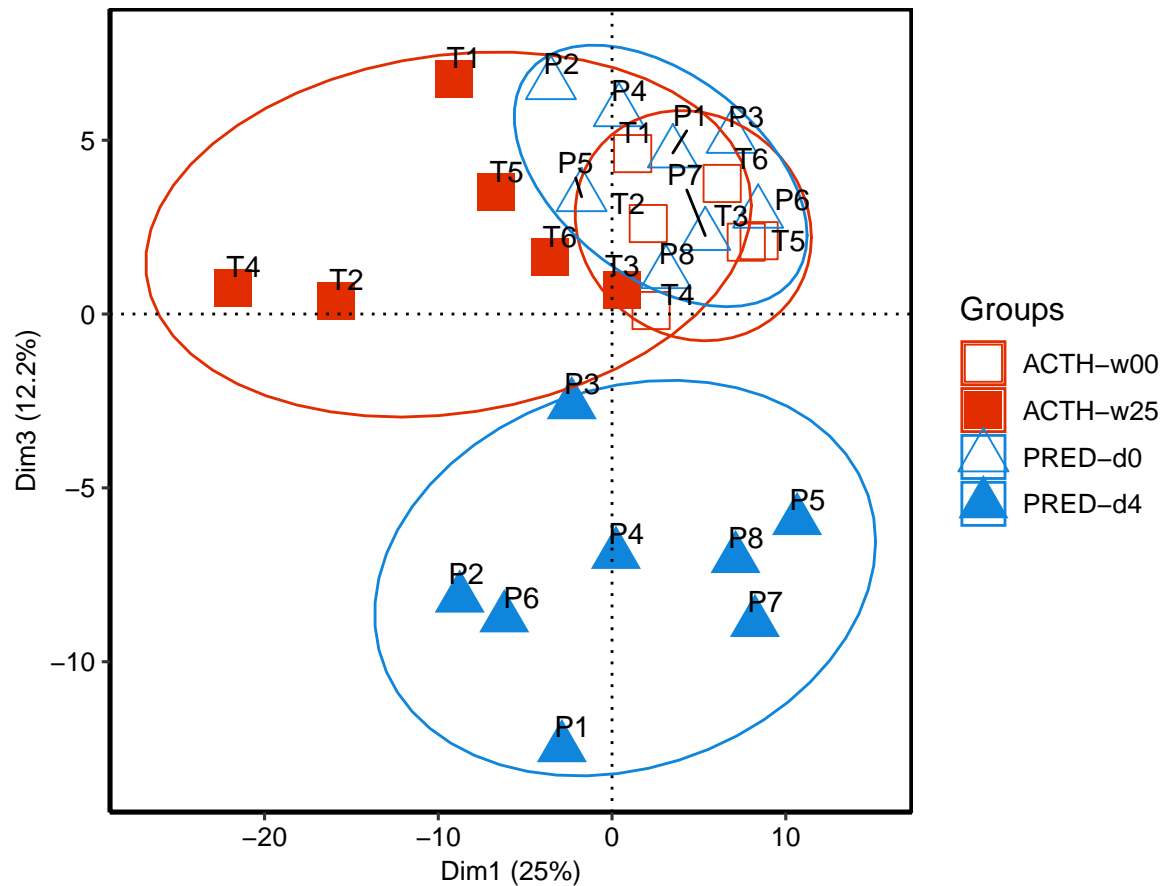 T1
P2
P4
T1
P1
P3
T6
P5
P7
T5
T2
T3
P6
T6
P8
T5
T4
T2
T3
T4
P3
P5
P4
P8
P2
P6
P7
P1
5
0
−5
−10
−20
−10
0
10
Dim1 (25%)
Dim3 (12.2%)
Groups
ACTH−w00
ACTH−w25
PRED−d0
PRED−d4